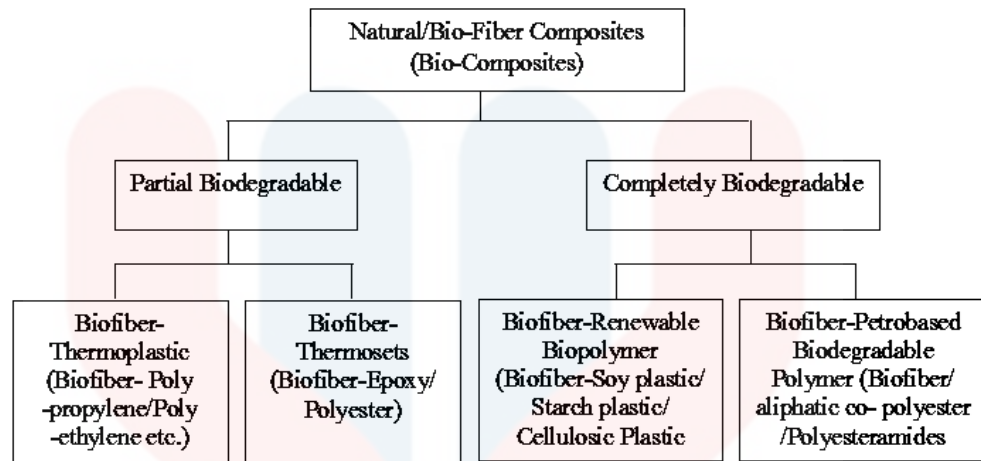 Natural/Bio-Fiber Composites
(Bio-Composites)
Partial Biodegradable
Completely Biodegradable
Biofiber-
Thermoplastic
(Biofiber- Poly
-propylene/Poly
-ethylene etc.)
Biofiber-
Thermosets
(Biofiber-Epoxy/
Polyester)
Biofiber-Renewable
Biopolymer
(Biofiber-Soy plastic/
Starch plastic/
Cellulosic Plastic
Biofiber-Petrobased
Biodegradable
Polymer (Biofiber/
aliphatic co- polyester
/Polyesteramides